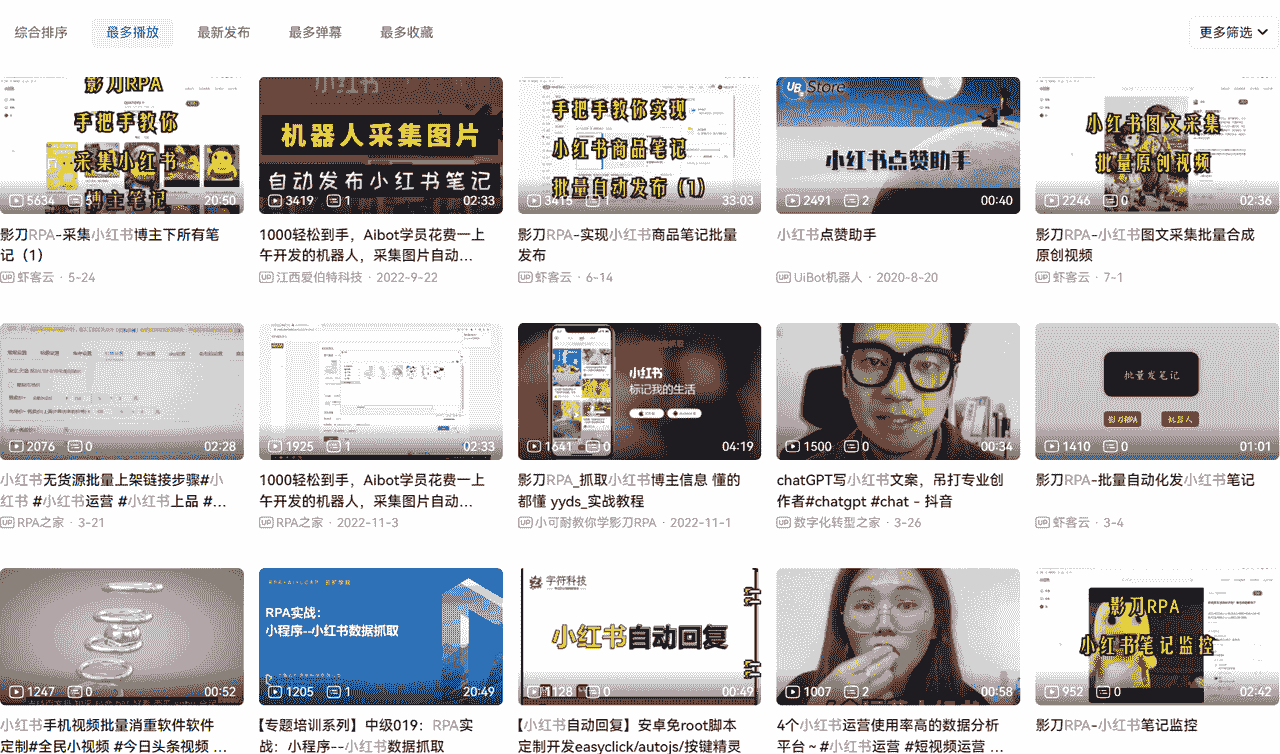 综合排序 最多播放 最新发布 最多弹幕 最多收藏 更多筛选
影刀RPA
手把手教你
采集小红书
博主笔记
5634 5 20:50
小红书
机器人采集图片
自动发布小红书笔记
3419 1 02:33
手把手教你实现
小红书商品笔记
批量自动发布（1）
3415 1 33:03
UB Store
小红书点赞助手
2491 2 00:40
小红书图文采集
批量原创视频
2246 0 02:36
影刀RPA-采集小红书博主下所有笔
记（1）
UP 虾客云 · 5-24
1000轻松到手，Aibot学员花费一上
午开发的机器人，采集图片自动...
UP 江西爱伯特科技 · 2022-9-22
影刀RPA-实现小红书商品笔记批量
发布
UP 虾客云 · 6-14
小红书点赞助手
UP UiBot机器人 · 2020-8-20
影刀RPA-小红书图文采集批量合成
原创视频
UP 虾客云 · 7-1
2076 0 02:28
1925 1 02:33
小红书
标记我的生活
1641 0 04:19
1500 0 00:34
批量发笔记
影刀RPA 机器人
1410 0 01:01
小红书无货源批量上架链接步骤#小
红书 #小红书运营 #小红书上品 #...
UP RPA之家 · 3-21
1000轻松到手，Aibot学员花费一上
午开发的机器人，采集图片自动...
UP RPA之家 · 2022-11-3
影刀RPA_抓取小红书博主信息 懂的
都懂 yyds_实战教程
UP 小可耐教你学影刀RPA · 2022-11-1
chatGPT写小红书文案，吊打专业创
作者#chatgpt #chat - 抖音
UP 数字化转型之家 · 3-26
影刀RPA-批量自动化发小红书笔记
UP 虾客云 · 3-4
1247 0 00:52
RPA实战：
小程序--小红书数据抓取
1205 1 20:49
字符科技
小红书自动回复
1128 0 00:49
1007 2 00:58
影刀RPA
小红书笔记监控
952 0 02:42
小红书手机视频批量消重软件软件
定制#全民小视频 #今日头条视频 ...
【专题培训系列】中级019：RPA实
战：小程序--小红书数据抓取
【小红书自动回复】安卓免root脚本
定制开发easyclick/autojs/按键精灵
4个小红书运营使用率高的数据分析
平台～#小红书运营 #短视频运营 ...
影刀RPA-小红书笔记监控